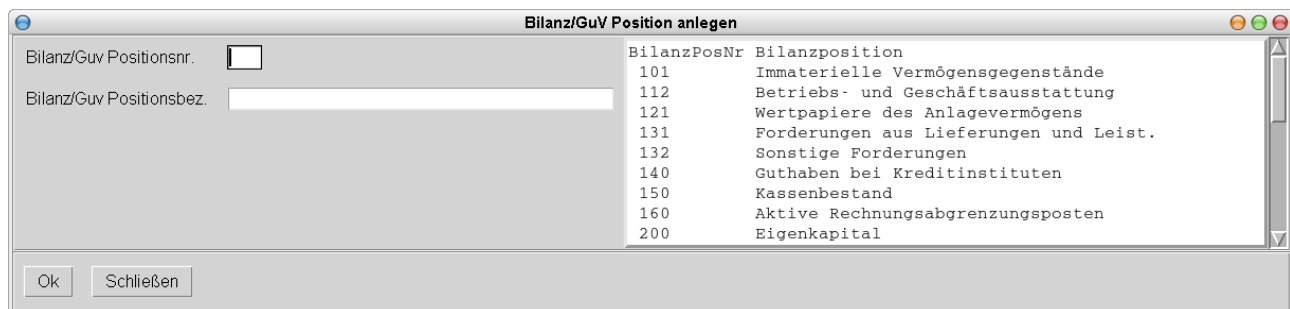 Bilanz/GuV Position anlegen
Bilanz/Guv Positionsnr.
Bilanz/Guv Positionsbez.
BilanzPosNr Bilanzposition
101 Immaterielle Vermögensgegenstände
112 Betriebs- und Geschäftsausstattung
121 Wertpapiere des Anlagevermögens
131 Forderungen aus Lieferungen und Leist.
132 Sonstige Forderungen
140 Guthaben bei Kreditinstituten
150 Kassenbestand
160 Aktive Rechnungsabgrenzungsposten
200 Eigenkapital
Ok Schließen